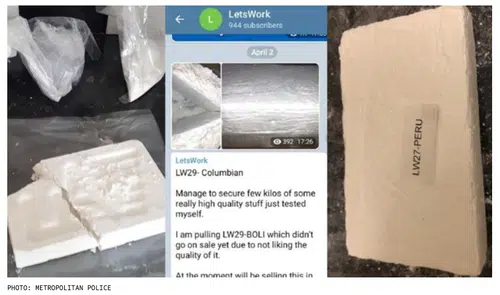 L
LetsWork
944 subscribers
April 2
392 17:26
LetsWork
LW29- Columbian
Manage to secure few kilos of some
really high quality stuff just tested
myself.
I am pulling LW29-BOLI which didn't
go on sale yet due to not liking the
quality of it.
At the moment will be selling this in
LW27-PERU
PHOTO: METROPOLITAN POLICE